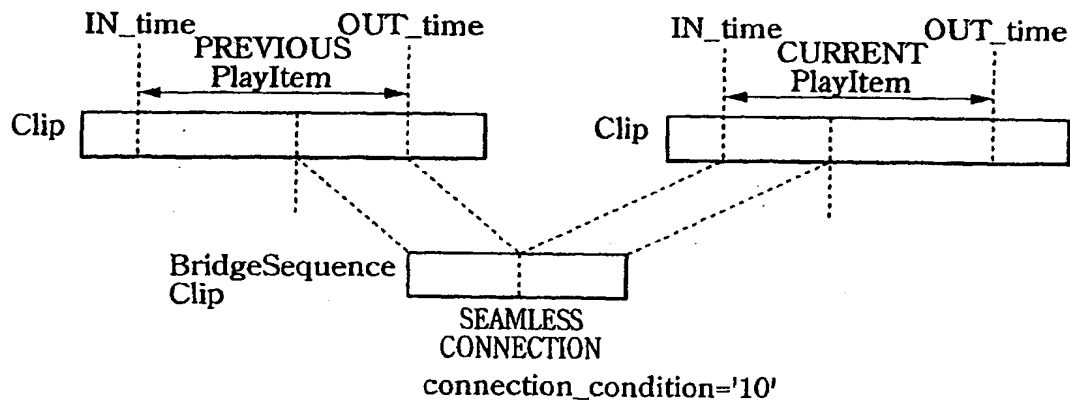 IN_time
OUT_time
PREVIOUS
PlayItem
Clip
IN_time
OUT_time
CURRENT
PlayItem
Clip
BridgeSequence
Clip
SEAMLESS
CONNECTION
connection_condition='10'